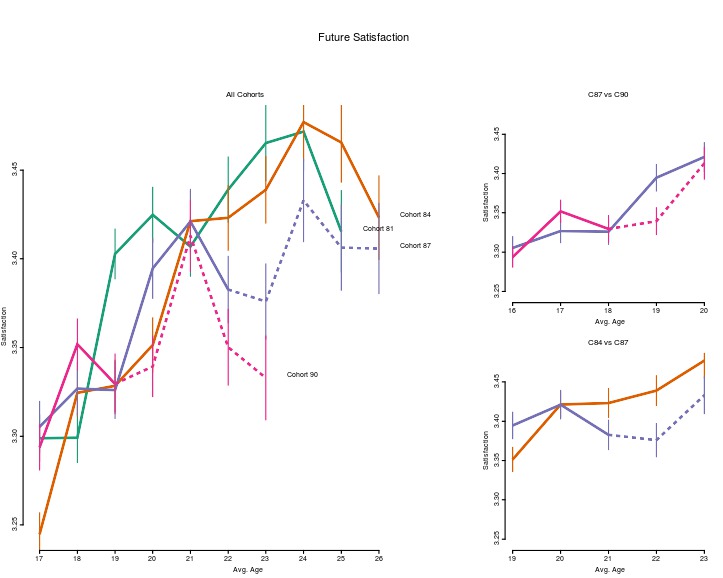 Future Satisfaction
All Cohorts
Satisfaction
3.45
3.40
3.35
3.30
3.25
Cohort 84
Cohort 81
Cohort 87
Cohort 90
17 18 19 20 21 22 23 24 25 26
Avg. Age
C87 vs C90
Satisfaction
3.45
3.40
3.35
3.30
3.25
16 17 18 19 20
Avg. Age
C84 vs C87
Satisfaction
3.45
3.40
3.35
3.30
3.25
19 20 21 22 23
Avg. Age